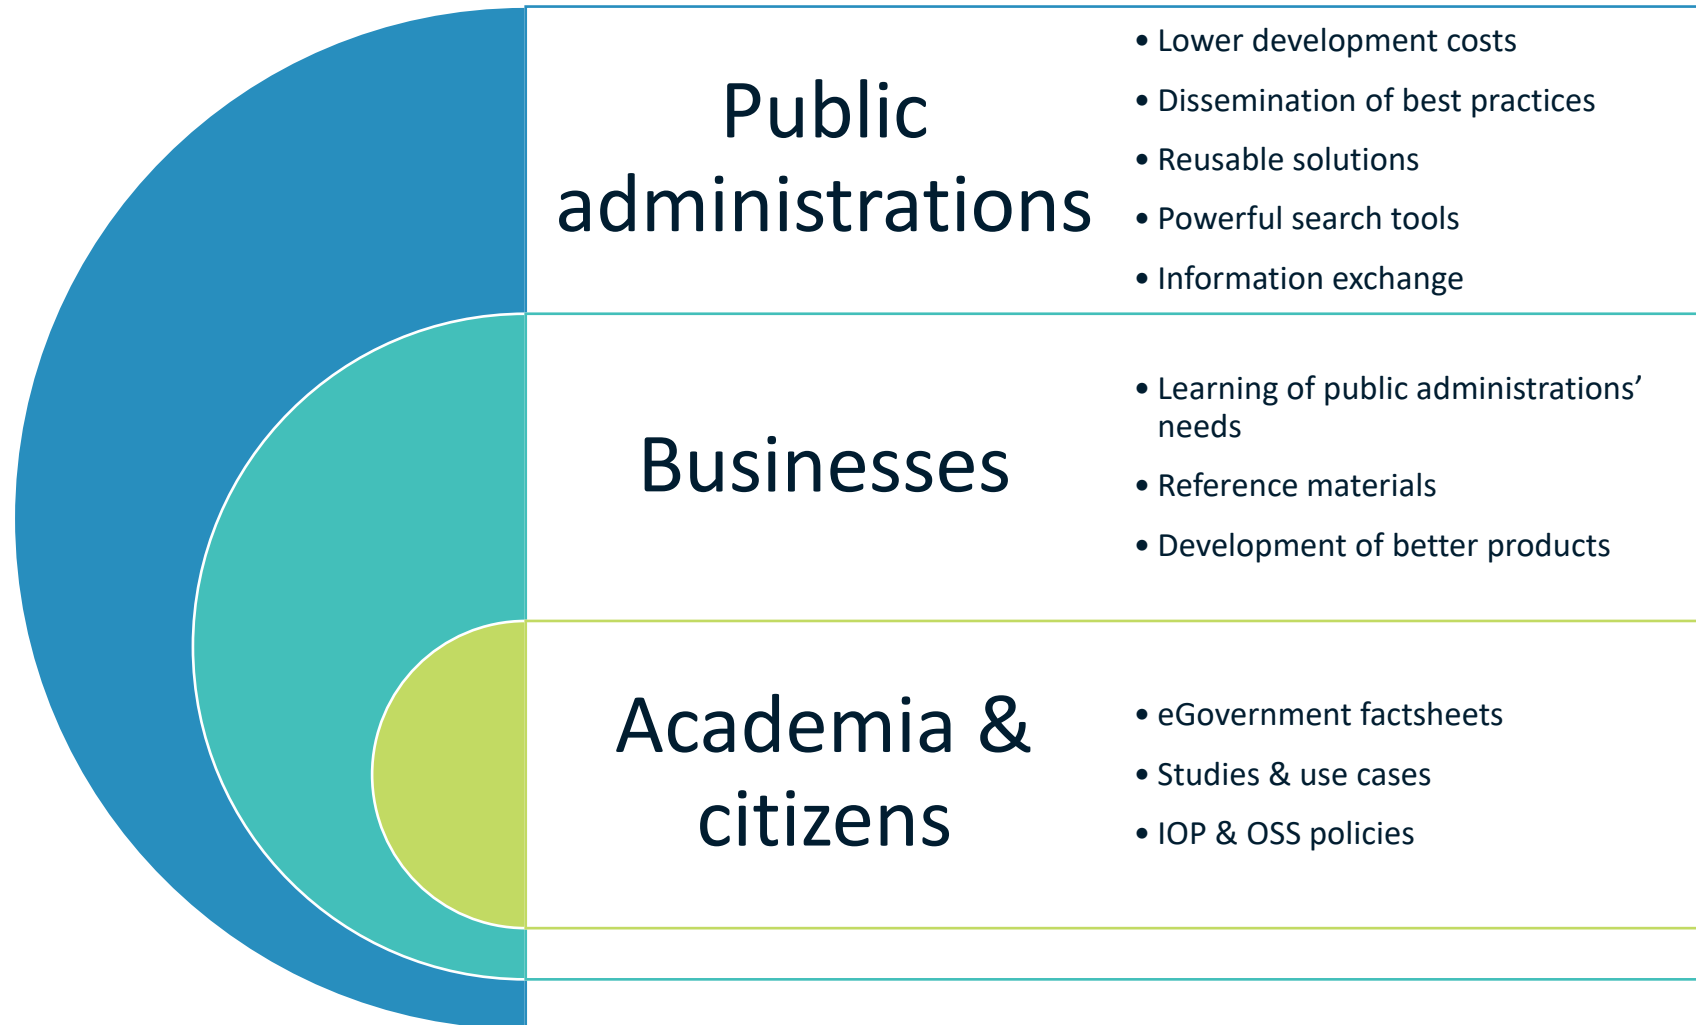 Public
administrations
• Lower development costs
• Dissemination of best practices
• Reusable solutions
• Powerful search tools
• Information exchange
Businesses
• Learning of public administrations’
needs
• Reference materials
• Development of better products
Academia &
citizens
• eGovernment factsheets
• Studies & use cases
• IOP & OSS policies